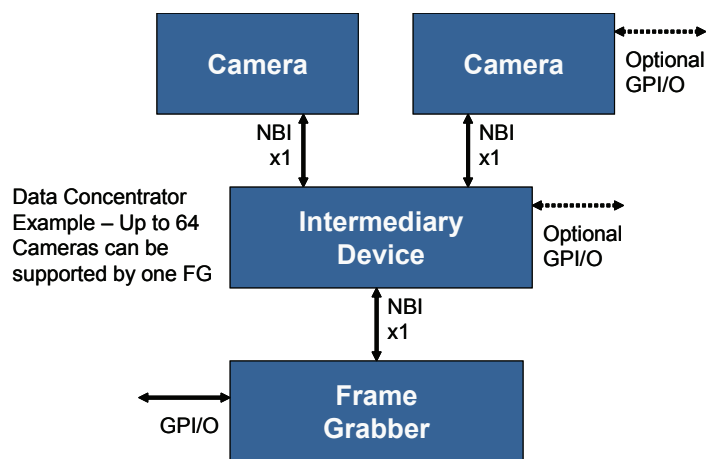 Camera
Camera
Optional
GPI/O
NBI
x1
NBI
x1
Data Concentrator
Example – Up to 64
Cameras can be
supported by one FG
Intermediary
Device
Optional
GPI/O
NBI
x1
GPI/O
Frame
Grabber